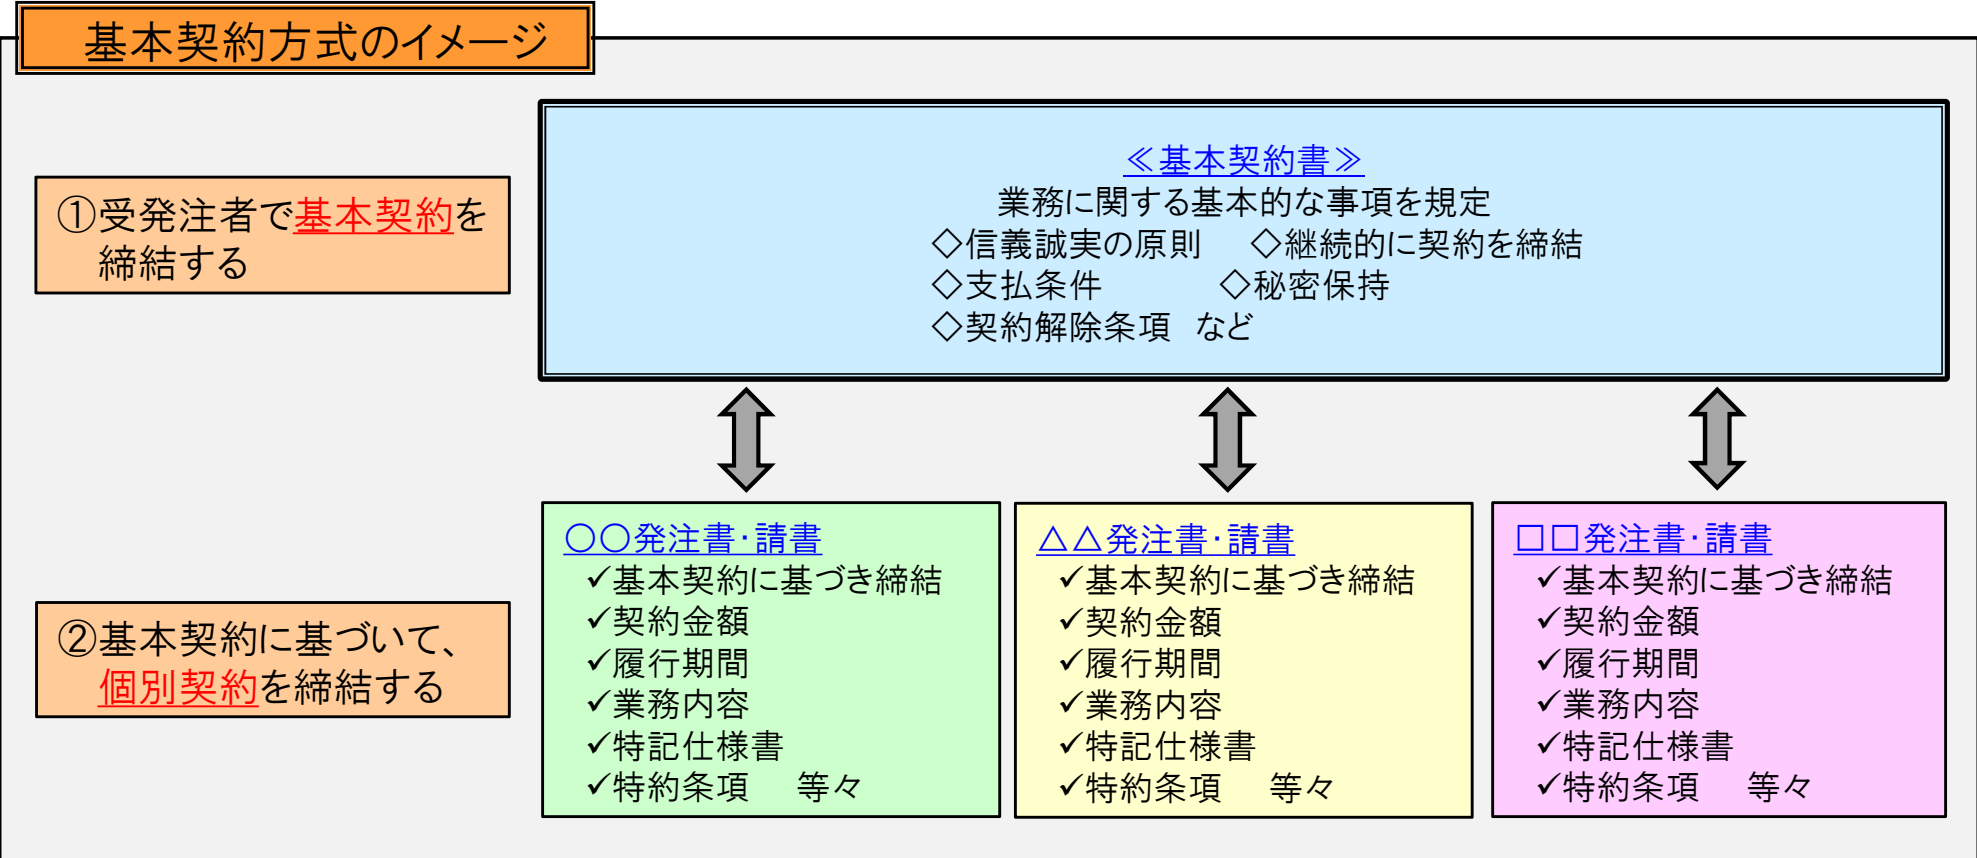 基本契約方式のイメージ
①受発注者で基本契約を
締結する
≪基本契約書≫
業務に関する基本的な事項を規定
◇信義誠実の原則　◇継続的に契約を締結
◇支払条件　　　◇秘密保持
◇契約解除条項　など
②基本契約に基づいて、
個別契約を締結する
〇〇発注書･請書
✓基本契約に基づき締結
✓契約金額
✓履行期間
✓業務内容
✓特記仕様書
✓特約条項　等々
△△発注書･請書
✓基本契約に基づき締結
✓契約金額
✓履行期間
✓業務内容
✓特記仕様書
✓特約条項　等々
□□発注書･請書
✓基本契約に基づき締結
✓契約金額
✓履行期間
✓業務内容
✓特記仕様書
✓特約条項　等々